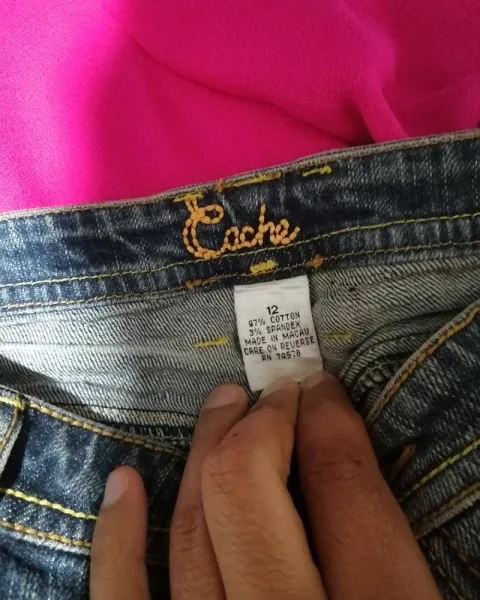 Cache
12
97% COTTON
3% SPANDEX
MADE IN MACAU
CARE ON REVERSE
RN 74578